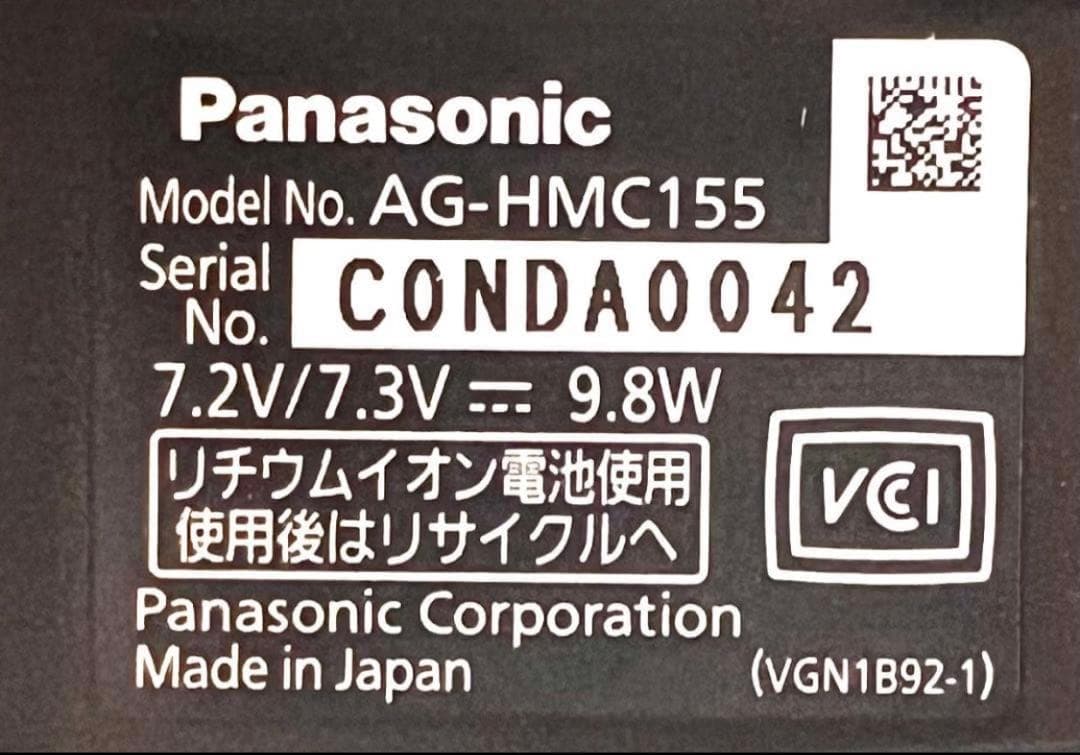 Panasonic
Model No. AG-HMC155
Serial No. C0NDA0042
7.2V/7.3V ⎓ 9.8W
リチウムイオン電池使用
使用後はリサイクルへ
VCCI
Panasonic Corporation
Made in Japan
(VGN1B92-1)